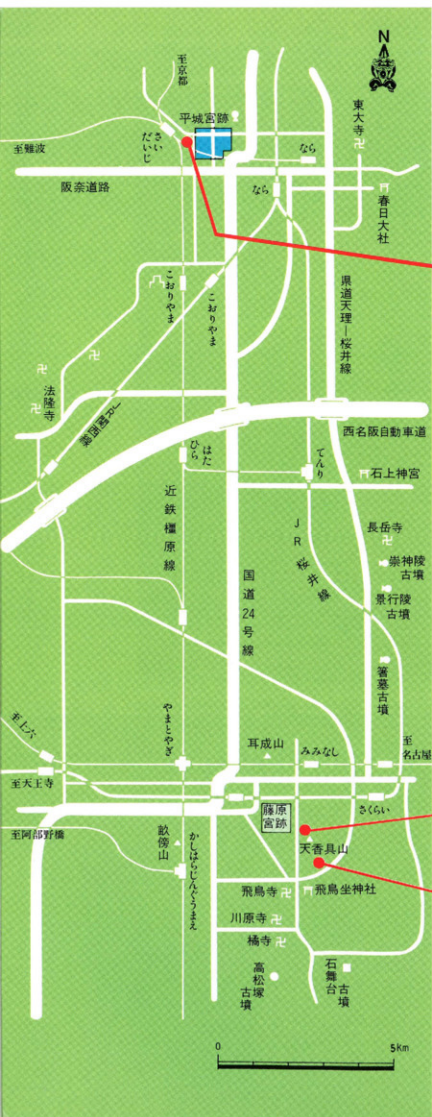 N
至京都
平城宮跡
東大寺
さい
だいじ
至難波
なら
阪奈道路
なら
春日大社
こおりやま
こおりやま
県道天理―桜井線
法隆寺
JR関西線
西名阪自動車道
ひら
はた
てんり
石上神宮
近鉄橿原線
JR桜井線
長岳寺
崇神陵
古墳
国道24号線
景行陵
古墳
箸墓古墳
やまとやぎ
至上六
耳成山
みみなし
至
名古屋
至天王寺
藤原
宮跡
さくらい
至阿部野橋
畝傍山
かしはらじんぐうまえ
天香具山
飛鳥寺
飛鳥坐神社
川原寺
橘寺
高松塚
古墳
石舞台
古墳
0
5km